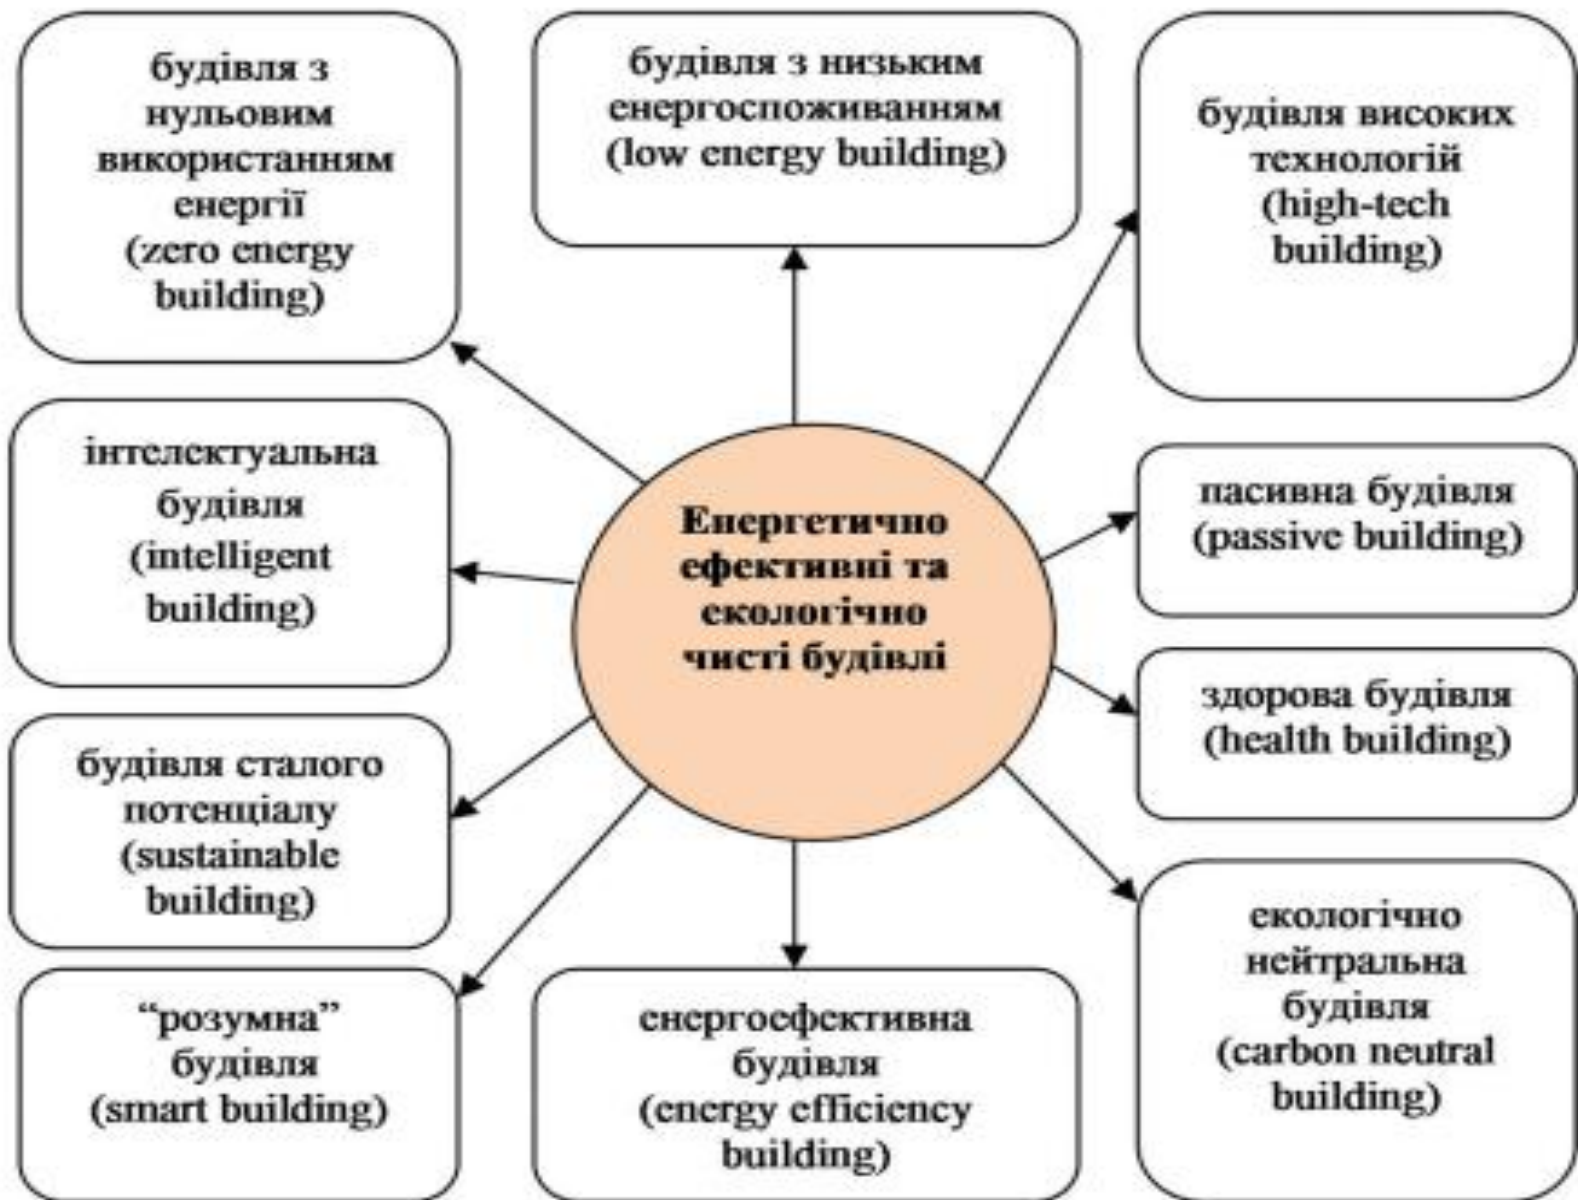 будівля з
нульовим
використанням
енергії
(zero energy
building)
будівля з низьким
енергоспоживанням
(low energy building)
будівля високих
технологій
(high-tech
building)
інтелектуальна
будівля
(intelligent
building)
Енергетично
ефективні та
екологічно
чисті будівлі
пасивна будівля
(passive building)
здорова будівля
(health building)
будівля сталого
потенціалу
(sustainable
building)
екологічно
нейтральна
будівля
(carbon neutral
building)
“розумна”
будівля
(smart building)
енергоефективна
будівля
(energy efficiency
building)